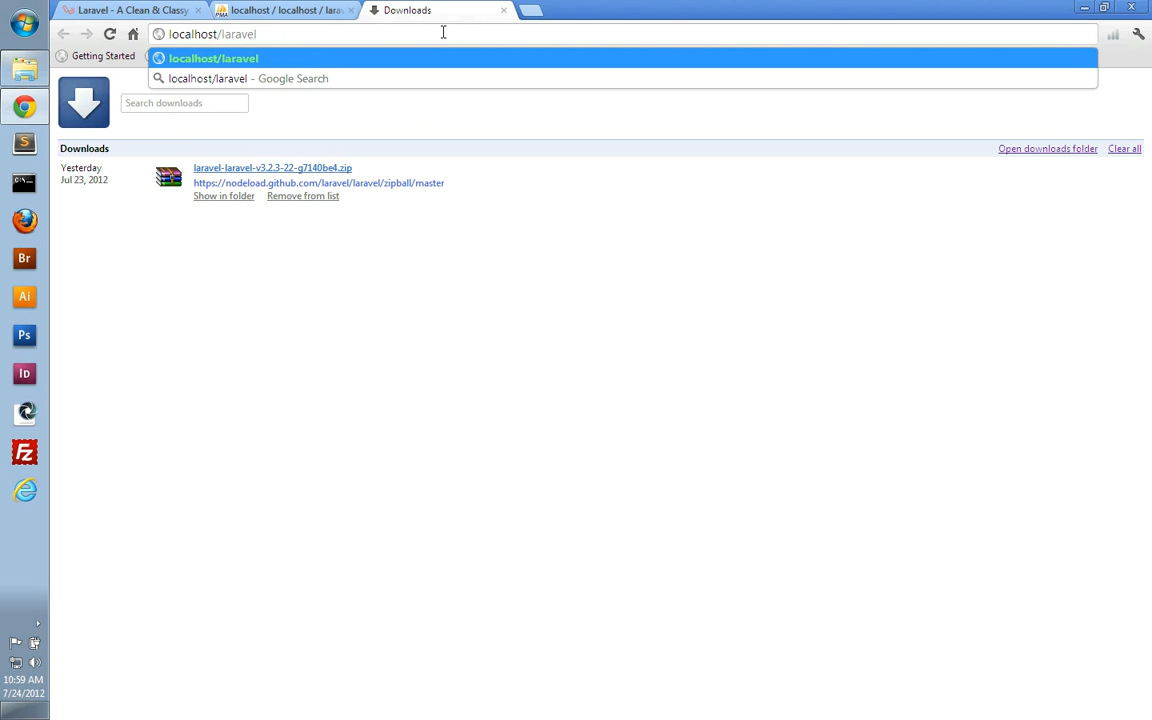 Laravel - A Clean & Classy
localhost / localhost / larav
Downloads
localhost/laravel
Getting Started
localhost/laravel
localhost/laravel - Google Search
Search downloads
Downloads
Open downloads folder
Clear all
Yesterday
Jul 23, 2012
laravel-laravel-v3.2.3-22-g7140be4.zip
https://nodeload.github.com/laravel/laravel/zipball/master
Show in folder
Remove from list
S
C:\
Br
Ai
Ps
Id
Fz
10:59 AM
7/24/2012